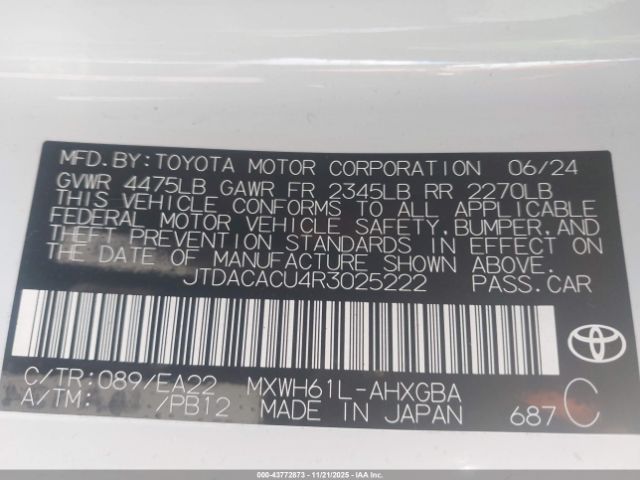 MFD.BY:TOYOTA MOTOR CORPORATION 06/24
GVWR 4475LB GAWR FR 2345LB RR 2270LB
THIS VEHICLE CONFORMS TO ALL APPLICABLE
FEDERAL MOTOR VEHICLE SAFETY,BUMPER,AND
THEFT PREVENTION STANDARDS IN EFFECT ON
THE DATE OF MANUFACTURE SHOWN ABOVE.
JTDACACU4R3025222 PASS.CAR
C/TR:089/EA22 MXWH61L-AHXGBA
A/TM: /PB12 MADE IN JAPAN 687 C
000-43772873 - 11/21/2025 - IAAI.COM